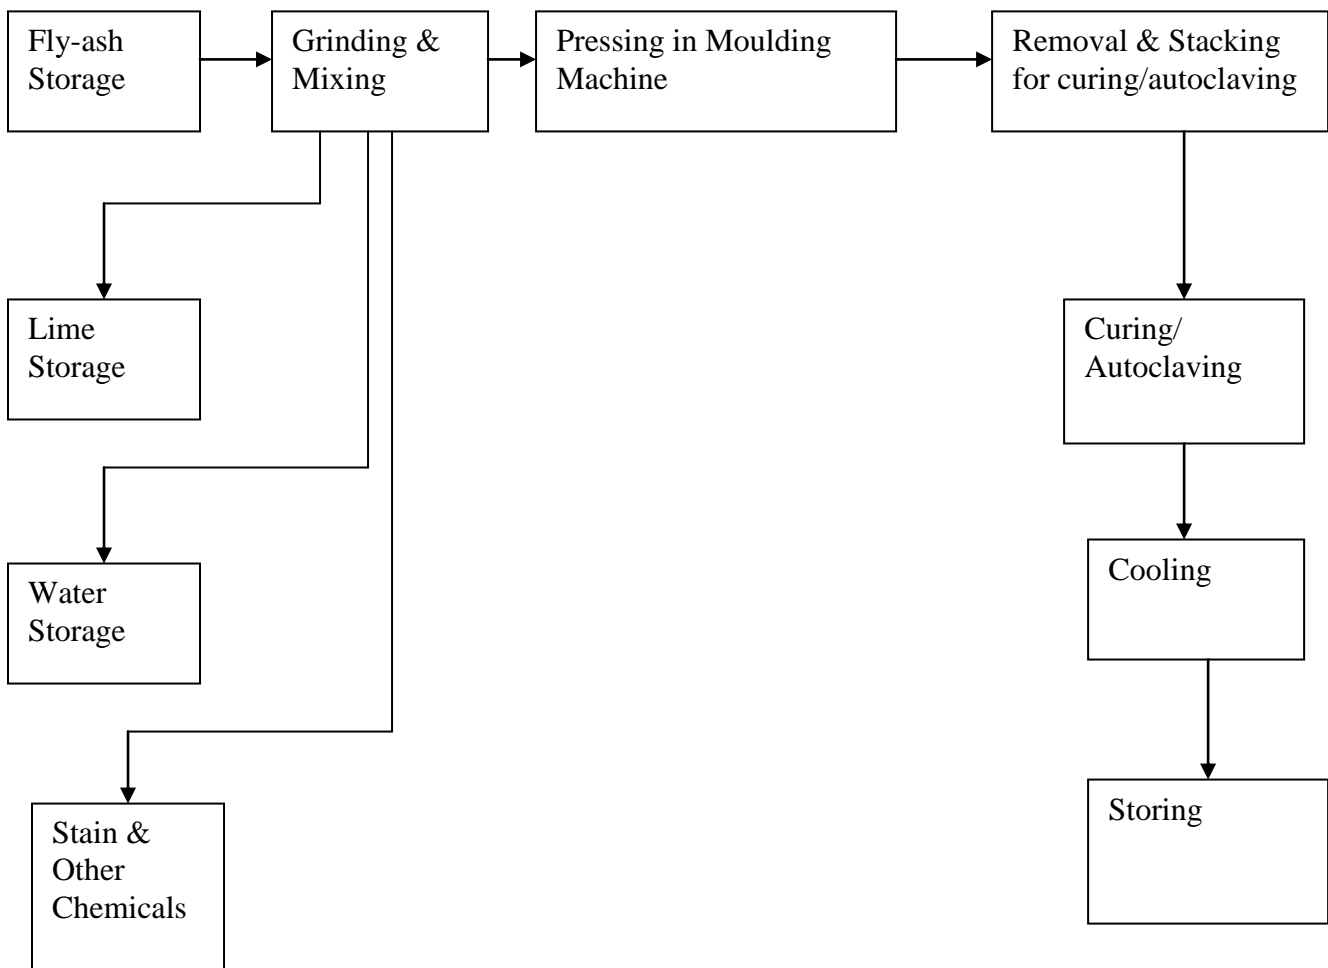 Fly-ash
Storage
Grinding &
Mixing
Pressing in Moulding
Machine
Removal & Stacking
for curing/autoclaving
Lime
Storage
Curing/
Autoclaving
Water
Storage
Cooling
Stain &
Other
Chemicals
Storing